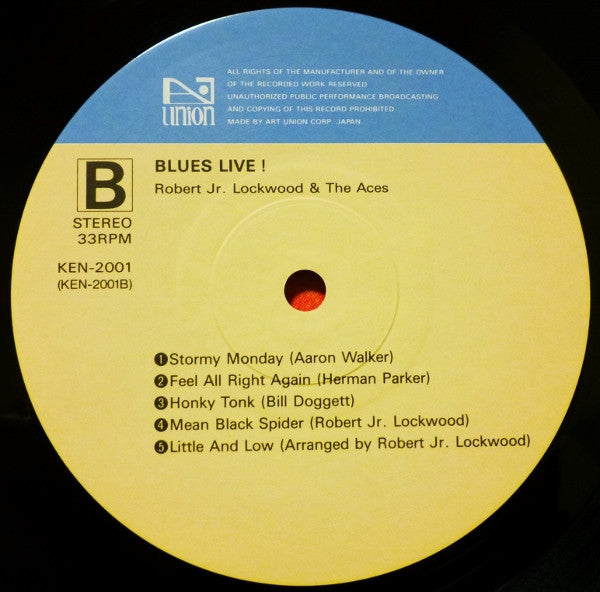 union
ALL RIGHTS OF THE MANUFACTURER AND OF THE OWNER
OF THE RECORDED WORK RESERVED
UNAUTHORIZED PUBLIC PERFORMANCE BROADCASTING
AND COPYING OF THIS RECORD PROHIBITED
MADE BY ART UNION CORP. JAPAN.
BLUES LIVE !
Robert Jr. Lockwood & The Aces
B
STEREO
33RPM
KEN-2001
(KEN-2001B)
❶Stormy Monday (Aaron Walker)
❷Feel All Right Again (Herman Parker)
❸Honky Tonk (Bill Doggett)
❹Mean Black Spider (Robert Jr. Lockwood)
❺Little And Low (Arranged by Robert Jr. Lockwood)